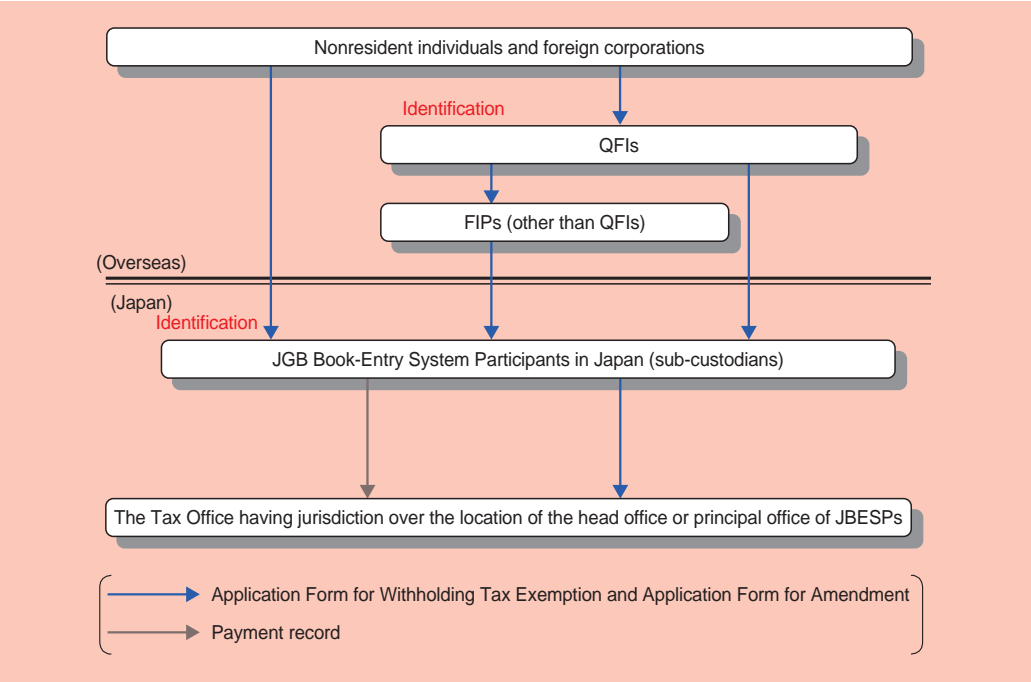 Nonresident individuals and foreign corporations
Identification
QFIs
FIPs (other than QFIs)
(Overseas)
(Japan)
Identification
JGB Book-Entry System Participants in Japan (sub-custodians)
The Tax Office having jurisdiction over the location of the head office or principal office of JBESPs
Application Form for Withholding Tax Exemption and Application Form for Amendment
Payment record